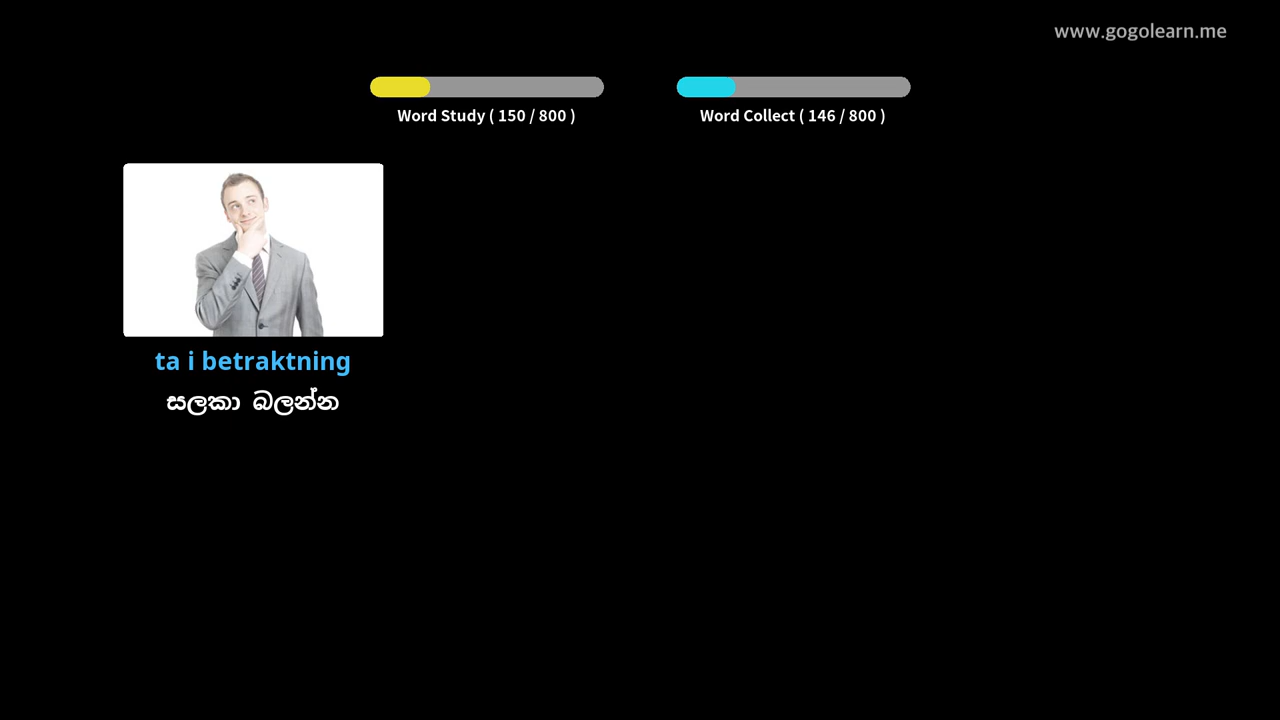 www.gogolearn.me
Word Study ( 150 / 800 )
Word Collect ( 146 / 800 )
ta i betraktning
සලකා බලන්න